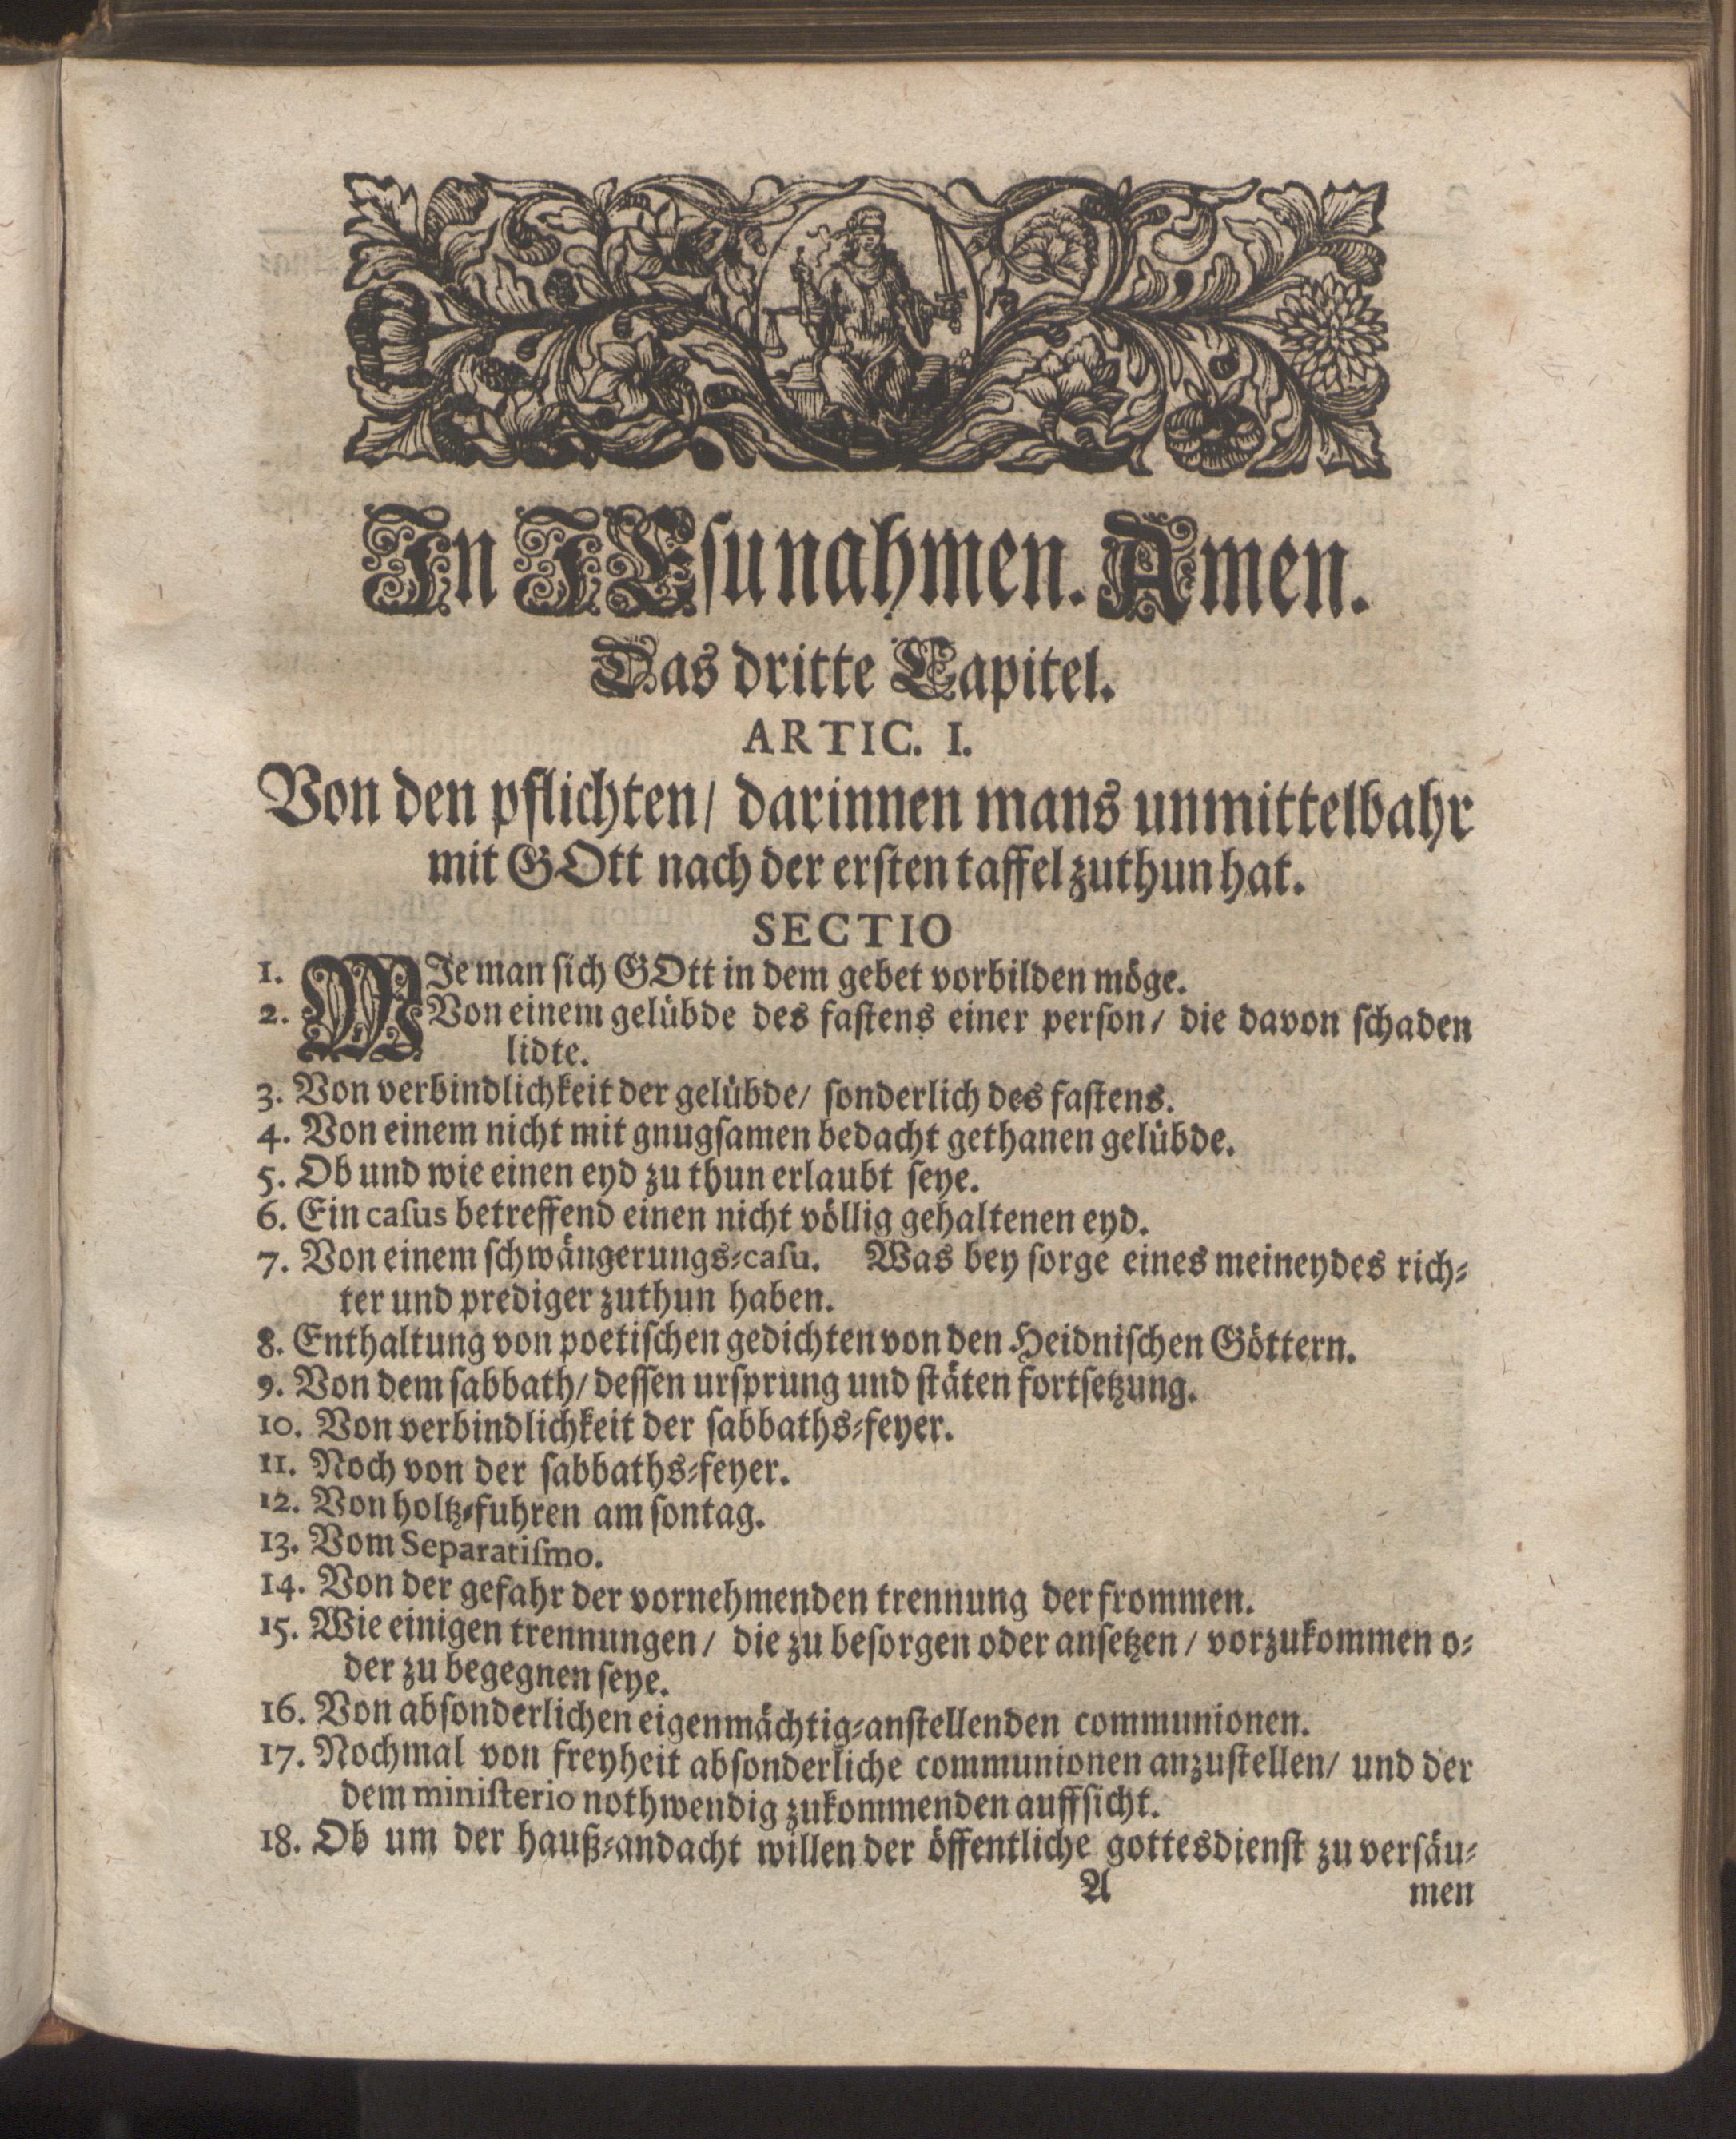 In JEsu nahmen. Amen.
Das dritte Capitel.
ARTIC. I.
Von den pflichten/ darinnen mans unmittelbahr
mit GOtt nach der ersten taffel zuthun hat.
SECTIO
1. WJe man sich GOtt in dem gebet vorbilden möge.
2. Von einem gelübde des fastens einer person/ die davon schaden
lidte.
3. Von verbindlichkeit der gelübde/ sonderlich des fastens.
4. Von einem nicht mit gnugsamen bedacht gethanen gelübde.
5. Ob und wie einen eyd zu thun erlaubt seye.
6. Ein casus betreffend einen nicht völlig gehaltenen eyd.
7. Von einem schwängerungs-casu. Was bey sorge eines meineydes rich-
ter und prediger zuthun haben.
8. Enthaltung von poetischen gedichten von den Heidnischen Göttern.
9. Von dem sabbath/ dessen ursprung und stäten fortsetzung.
10. Von verbindlichkeit der sabbaths-feyer.
11. Noch von der sabbaths-feyer.
12. Von holtz-fuhren am sontag.
13. Vom Separatismo.
14. Von der gefahr der vornehmenden trennung der frommen.
15. Wie einigen trennungen/ die zu besorgen oder ansetzen/ vorzukommen o-
der zu begegnen seye.
16. Von absonderlichen eigenmächtig-anstellenden communionen.
17. Nochmal von freyheit absonderliche communionen anzustellen/ und der
dem ministerio nothwendig zukommenden auffsicht.
18. Ob um der hauß-andacht willen der öffentliche gottesdienst zu versäu-
A men